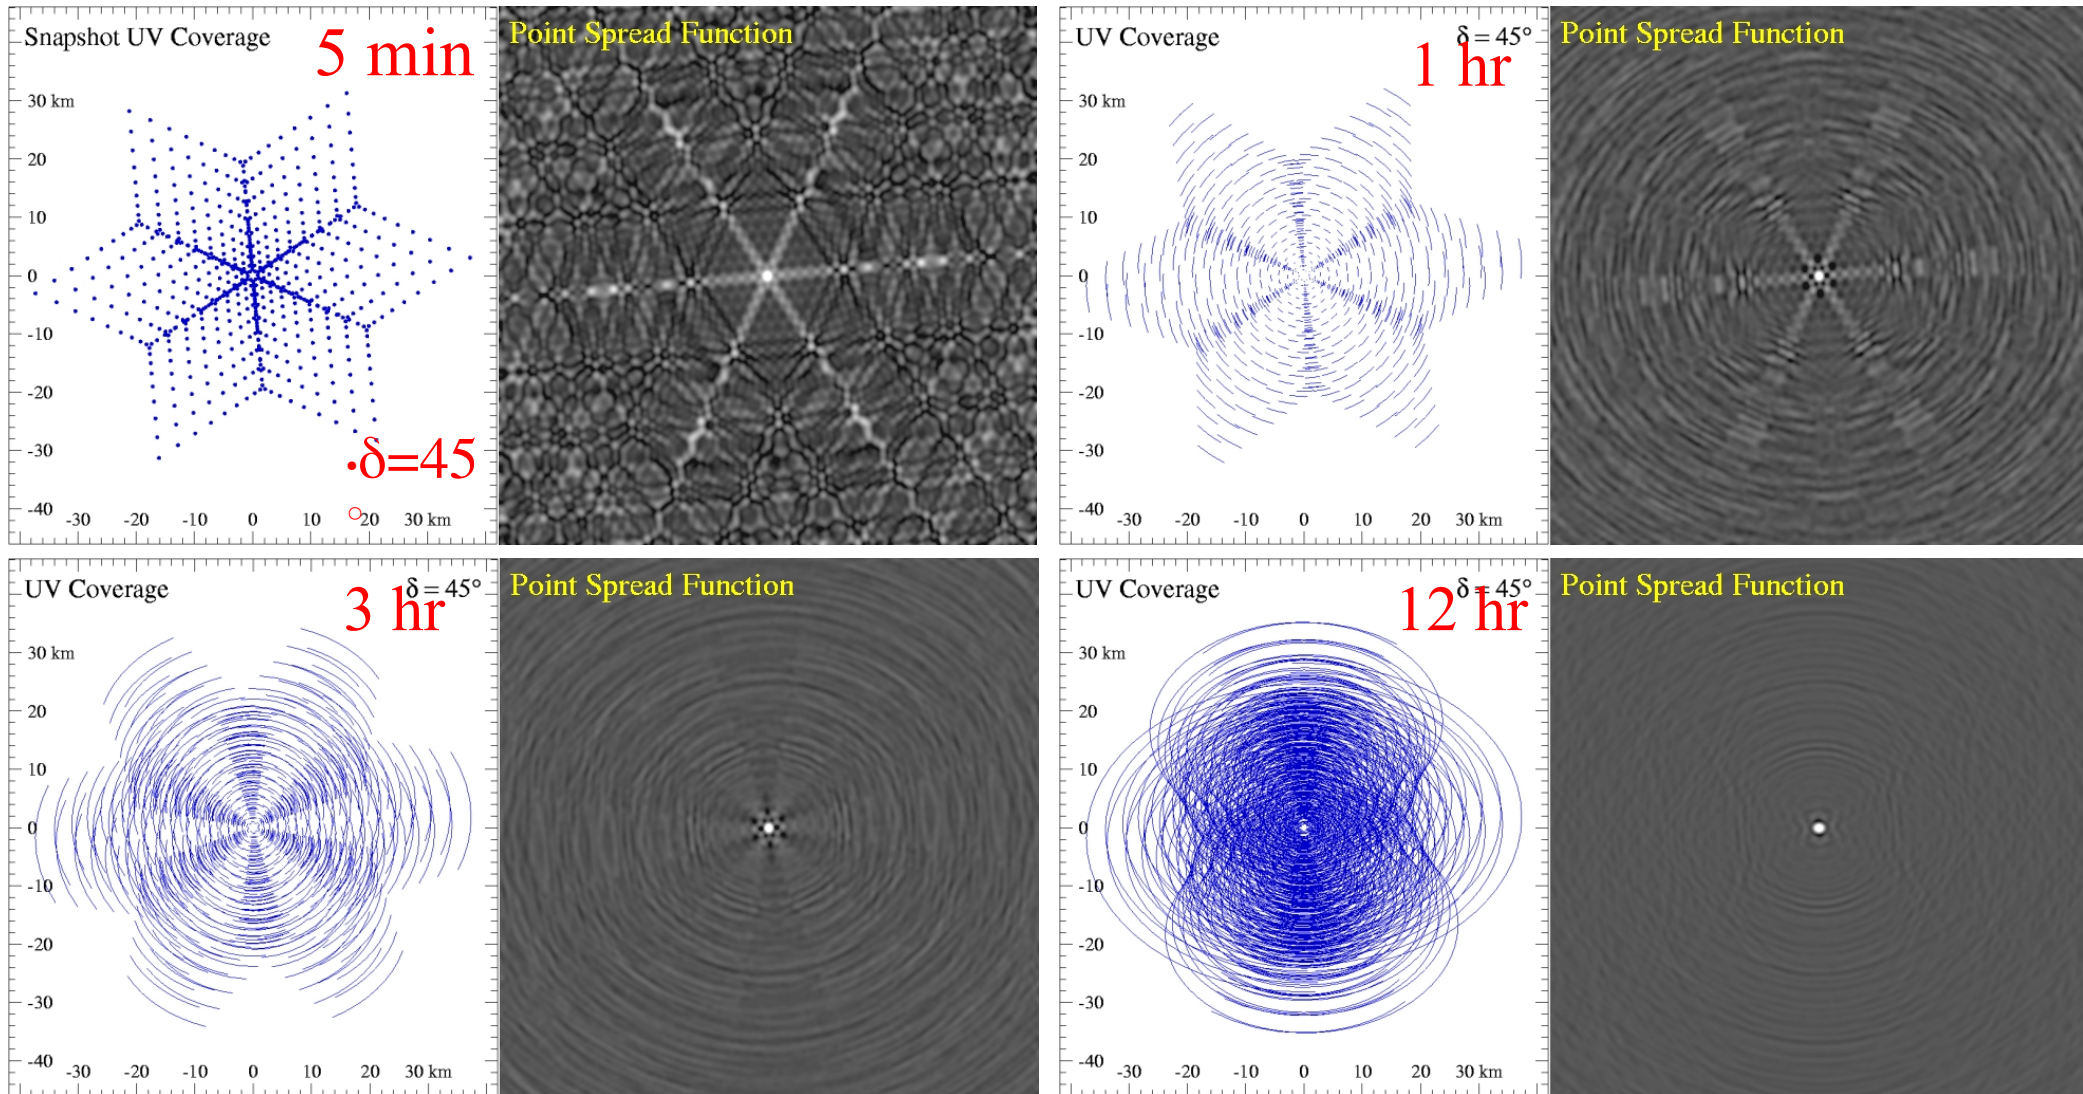 Snapshot UV Coverage
5 min
30 km
20
10
0
-10
-20
-30
-40
-30 -20 -10 0 10 20 30 km
•δ=45
○
Point Spread Function
UV Coverage
δ = 45°
1 hr
30 km
20
10
0
-10
-20
-30
-40
-30 -20 -10 0 10 20 30 km
Point Spread Function
UV Coverage
δ = 45°
3 hr
30 km
20
10
0
-10
-20
-30
-40
-30 -20 -10 0 10 20 30 km
Point Spread Function
UV Coverage
δ = 45°
12 hr
30 km
20
10
0
-10
-20
-30
-40
-30 -20 -10 0 10 20 30 km
Point Spread Function